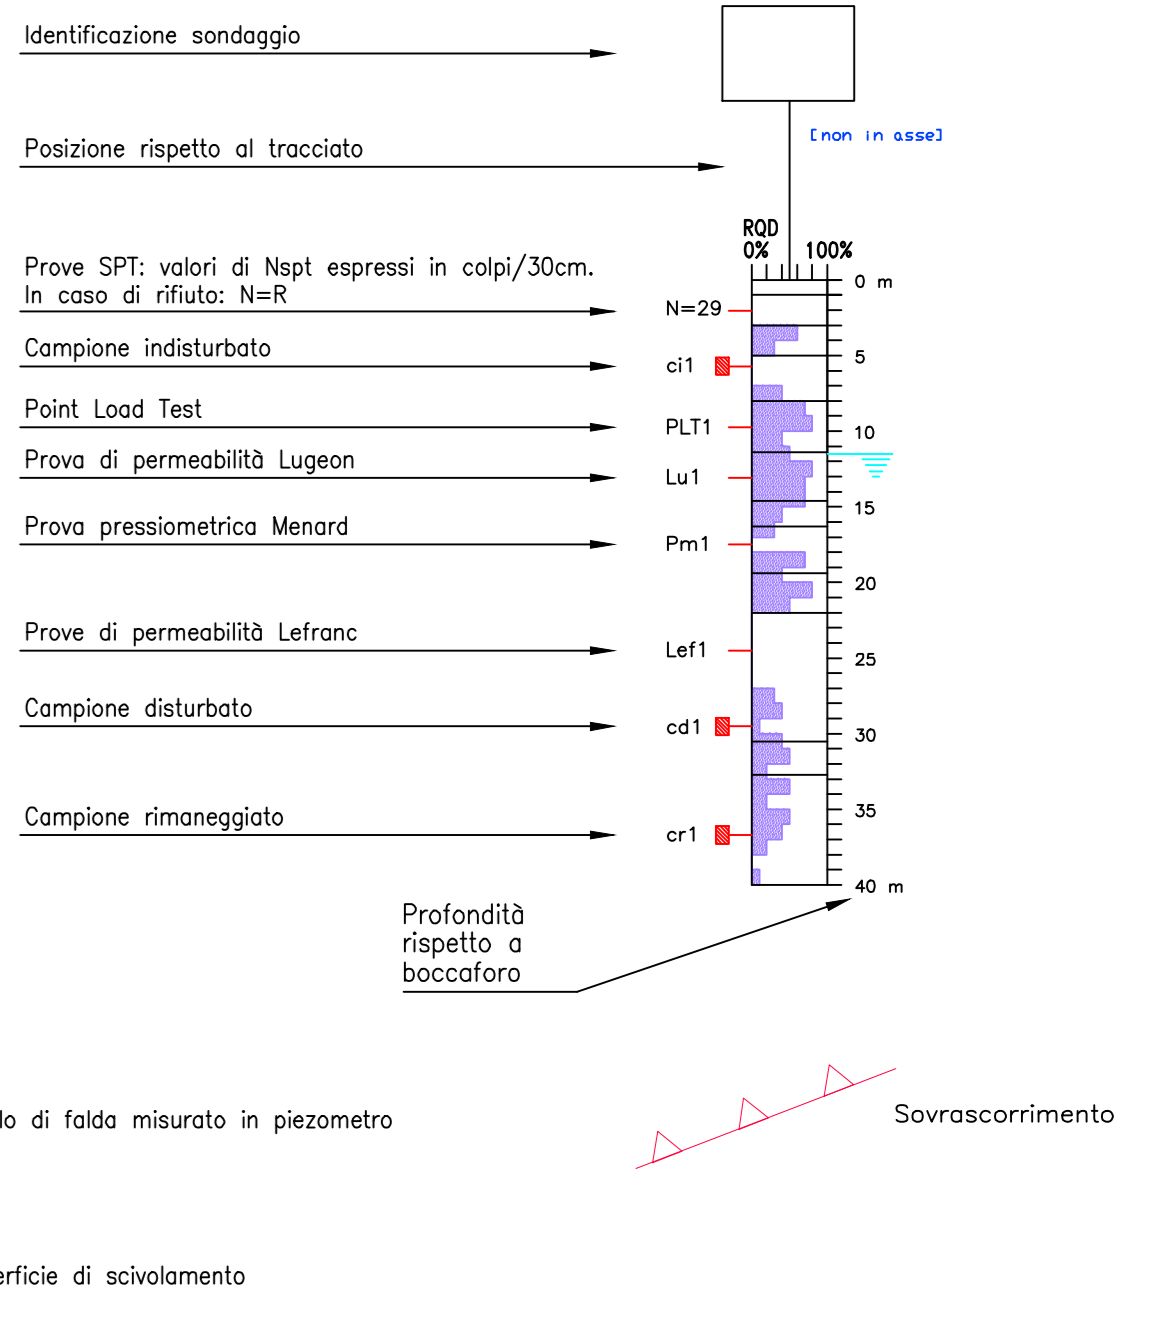 Identificazione sondaggio
[non in asse]
Posizione rispetto al tracciato
RQD
0% 100%
Prove SPT: valori di Nspt espressi in colpi/30cm.
In caso di rifiuto: N=R
0 m
N=29
Campione indisturbato
5
ci1
Point Load Test
PLT1
10
Prova di permeabilità Lugeon
Lu1
15
Prova pressiometrica Menard
Pm1
20
Prove di permeabilità Lefranc
Lef1
25
Campione disturbato
cd1
30
35
Campione rimaneggiato
cr1
40 m
Profondità
rispetto a
boccaforo
lo di falda misurato in piezometro
Sovrascorrimento
erficie di scivolamento